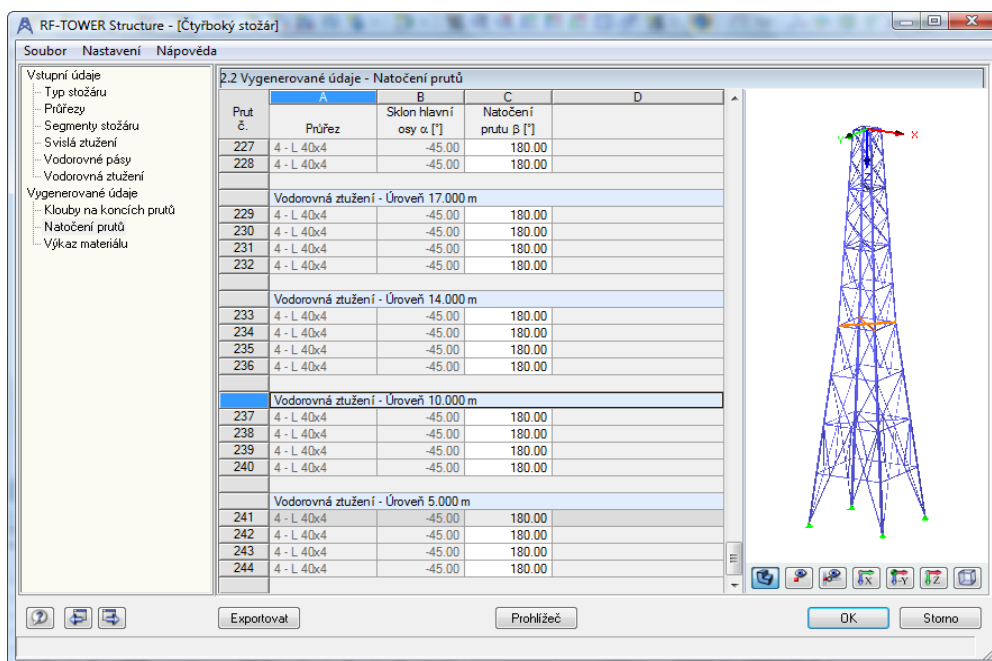 RF-TOWER Structure - [Čtyřboký stožár]
Soubor Nastavení Nápověda
Vstupní údaje
Typ stožáru
Průřezy
Segmenty stožáru
Svislá ztužení
Vodorovné pásy
Vodorovná ztužení
Vygenerované údaje
Klouby na koncích prutů
Natočení prutů
Výkaz materiálu
2.2 Vygenerované údaje - Natočení prutů
A B C D
Prut Sklon hlavní Natočení
č. Průřez osy α [°] prutu β [°]
227 4 - L 40x4 -45.00 180.00
228 4 - L 40x4 -45.00 180.00
Vodorovná ztužení - Úroveň 17.000 m
229 4 - L 40x4 -45.00 180.00
230 4 - L 40x4 -45.00 180.00
231 4 - L 40x4 -45.00 180.00
232 4 - L 40x4 -45.00 180.00
Vodorovná ztužení - Úroveň 14.000 m
233 4 - L 40x4 -45.00 180.00
234 4 - L 40x4 -45.00 180.00
235 4 - L 40x4 -45.00 180.00
236 4 - L 40x4 -45.00 180.00
Vodorovná ztužení - Úroveň 10.000 m
237 4 - L 40x4 -45.00 180.00
238 4 - L 40x4 -45.00 180.00
239 4 - L 40x4 -45.00 180.00
240 4 - L 40x4 -45.00 180.00
Vodorovná ztužení - Úroveň 5.000 m
241 4 - L 40x4 -45.00 180.00
242 4 - L 40x4 -45.00 180.00
243 4 - L 40x4 -45.00 180.00
244 4 - L 40x4 -45.00 180.00
Y X
Z
X -Y Z
Exportovat Prohlížeč OK Storno